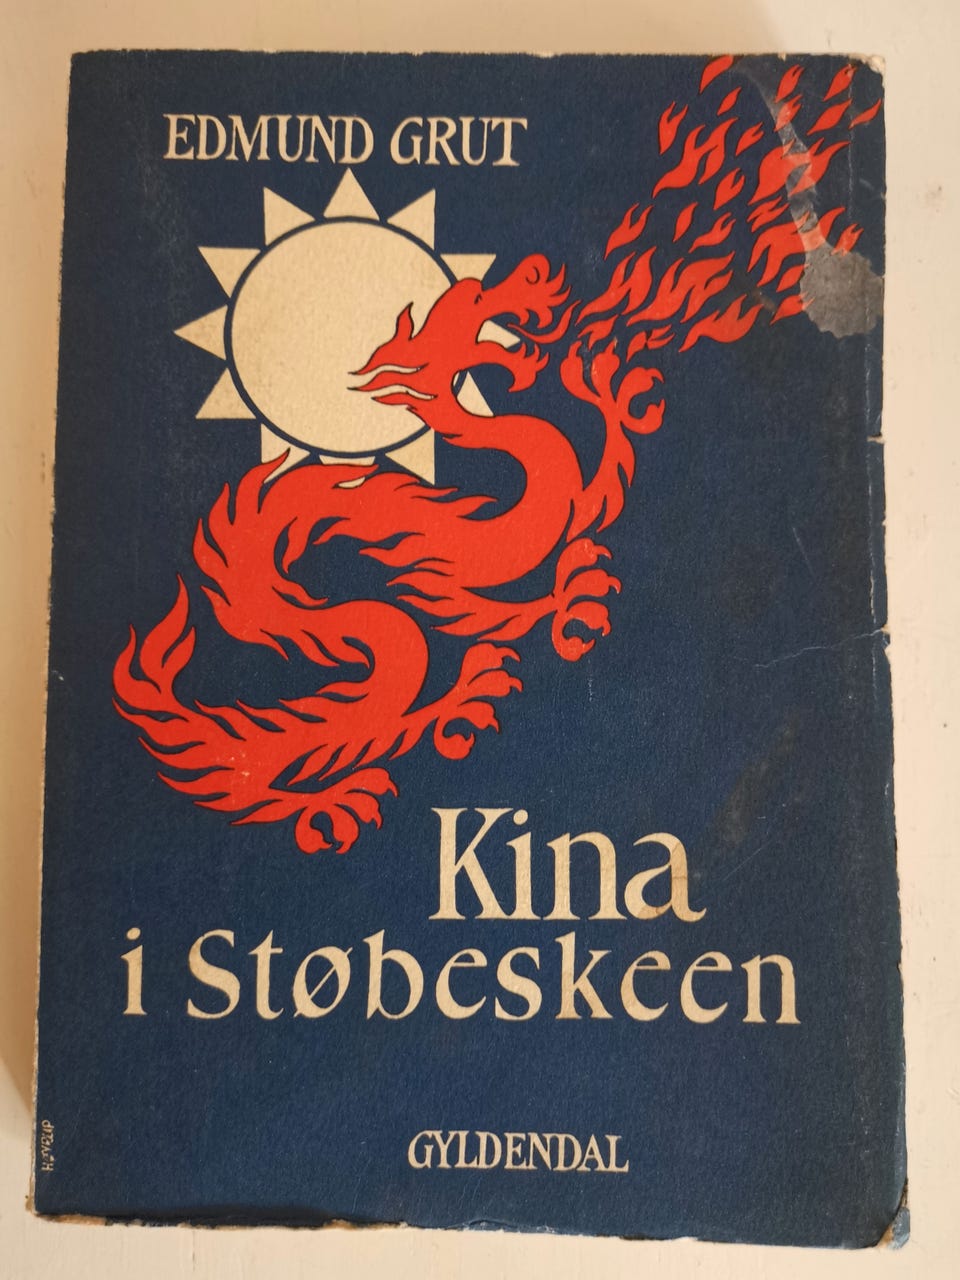 EDMUND GRUT
Kina
i Støbeskeen
GYLDENDAL